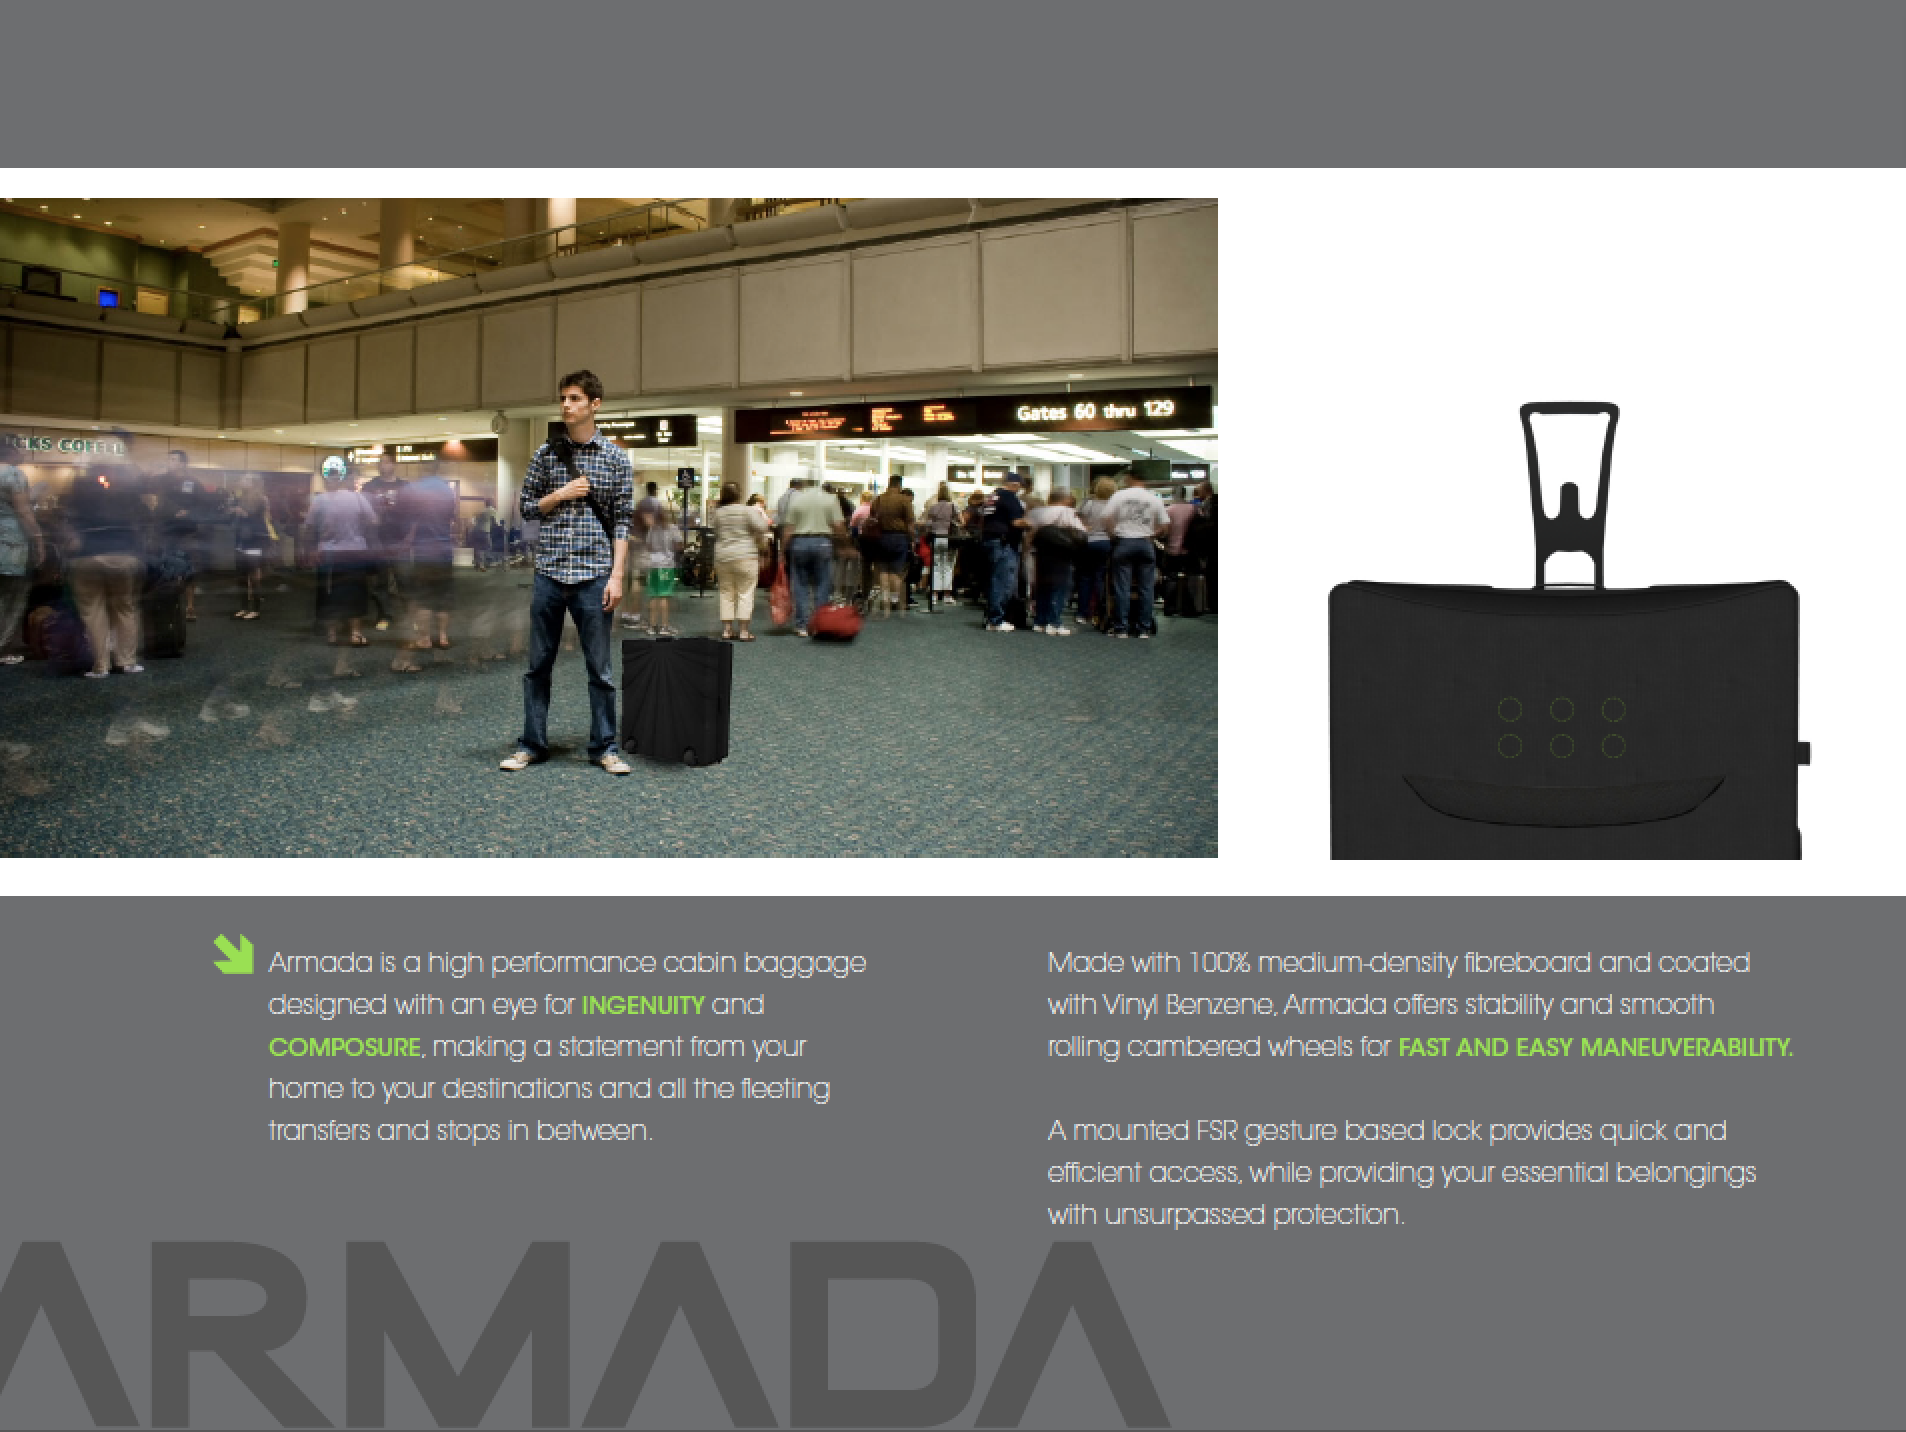 CKS COFFEE
Gates 60 thru 129
Armada is a high performance cabin baggage
designed with an eye for INGENUITY and
COMPOSURE, making a statement from your
home to your destinations and all the fleeting
transfers and stops in between.
Made with 100% medium-density fibreboard and coated
with Vinyl Benzene, Armada offers stability and smooth
rolling cambered wheels for FAST AND EASY MANEUVERABILITY.
A mounted FSR gesture based lock provides quick and
efficient access, while providing your essential belongings
with unsurpassed protection.
ARMADA